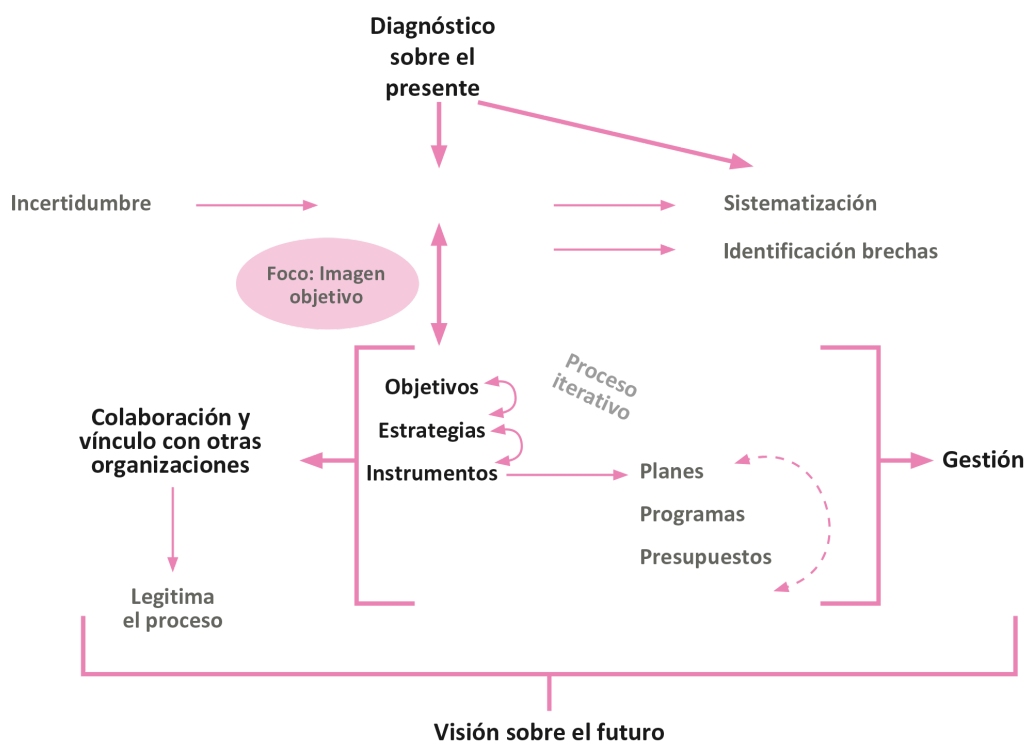 Diagnóstico
sobre el
presente
Incertidumbre
Sistematización
Identificación brechas
Foco: Imagen
objetivo
Proceso
iterativo
Objetivos
Estrategias
Instrumentos
Colaboración y
vínculo con otras
organizaciones
Planes
Programas
Presupuestos
Gestión
Legitima
el proceso
Visión sobre el futuro